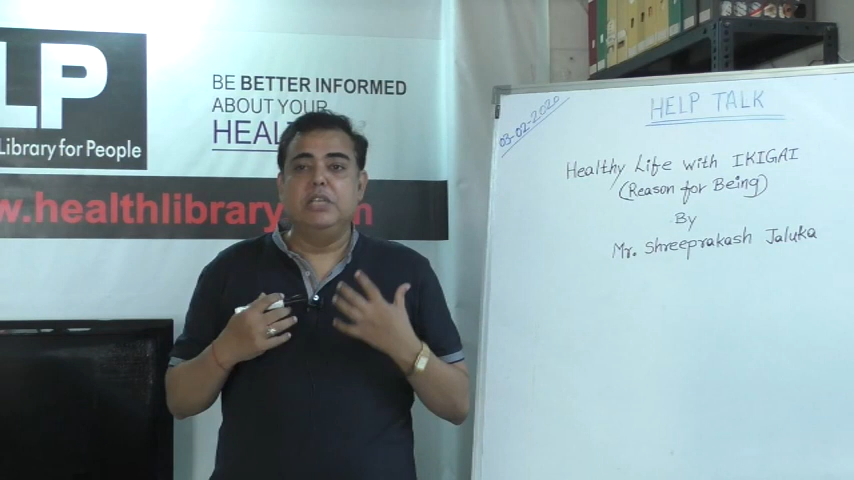 LP
Library for People
BE BETTER INFORMED
ABOUT YOUR
HEAL
w.healthlibrary. m
03-02-2020
HELP TALK
Healthy Life with IKIGAI
(Reason for Being)
By
Mr. Shreeprakash Jaluka